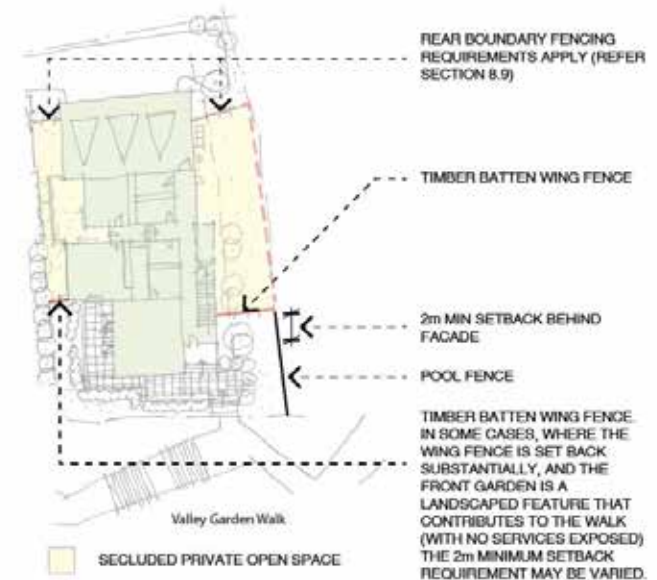 REAR BOUNDARY FENCING
REQUIREMENTS APPLY (REFER
SECTION 8.9)
TIMBER BATTEN WING FENCE
2m MIN SETBACK BEHIND
FACADE
POOL FENCE
TIMBER BATTEN WING FENCE.
IN SOME CASES, WHERE THE
WING FENCE IS SET BACK
SUBSTANTIALLY, AND THE
FRONT GARDEN IS A
LANDSCAPED FEATURE THAT
CONTRIBUTES TO THE WALK
(WITH NO SERVICES EXPOSED)
THE 2m MINIMUM SETBACK
REQUIREMENT MAY BE VARIED.
Valley Garden Walk
SECLUDED PRIVATE OPEN SPACE